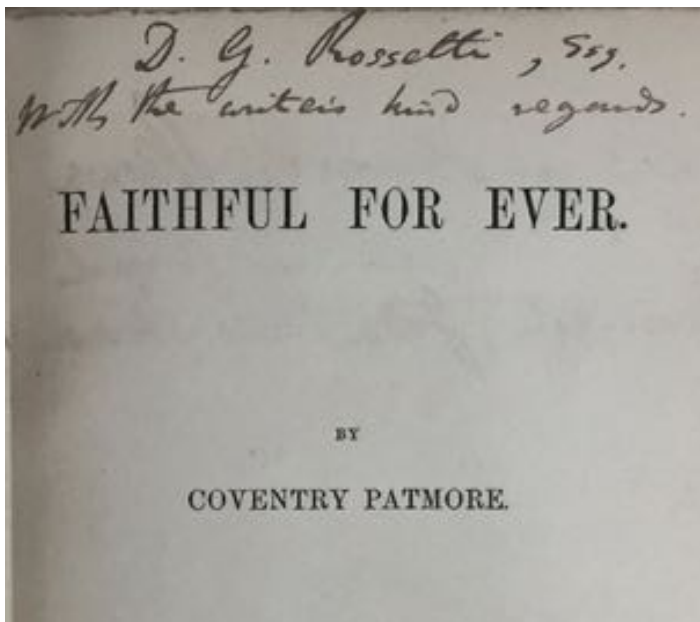 D. G. Rossetti, Esq.
With the writer's kind regards.
FAITHFUL FOR EVER.
BY
COVENTRY PATMORE.